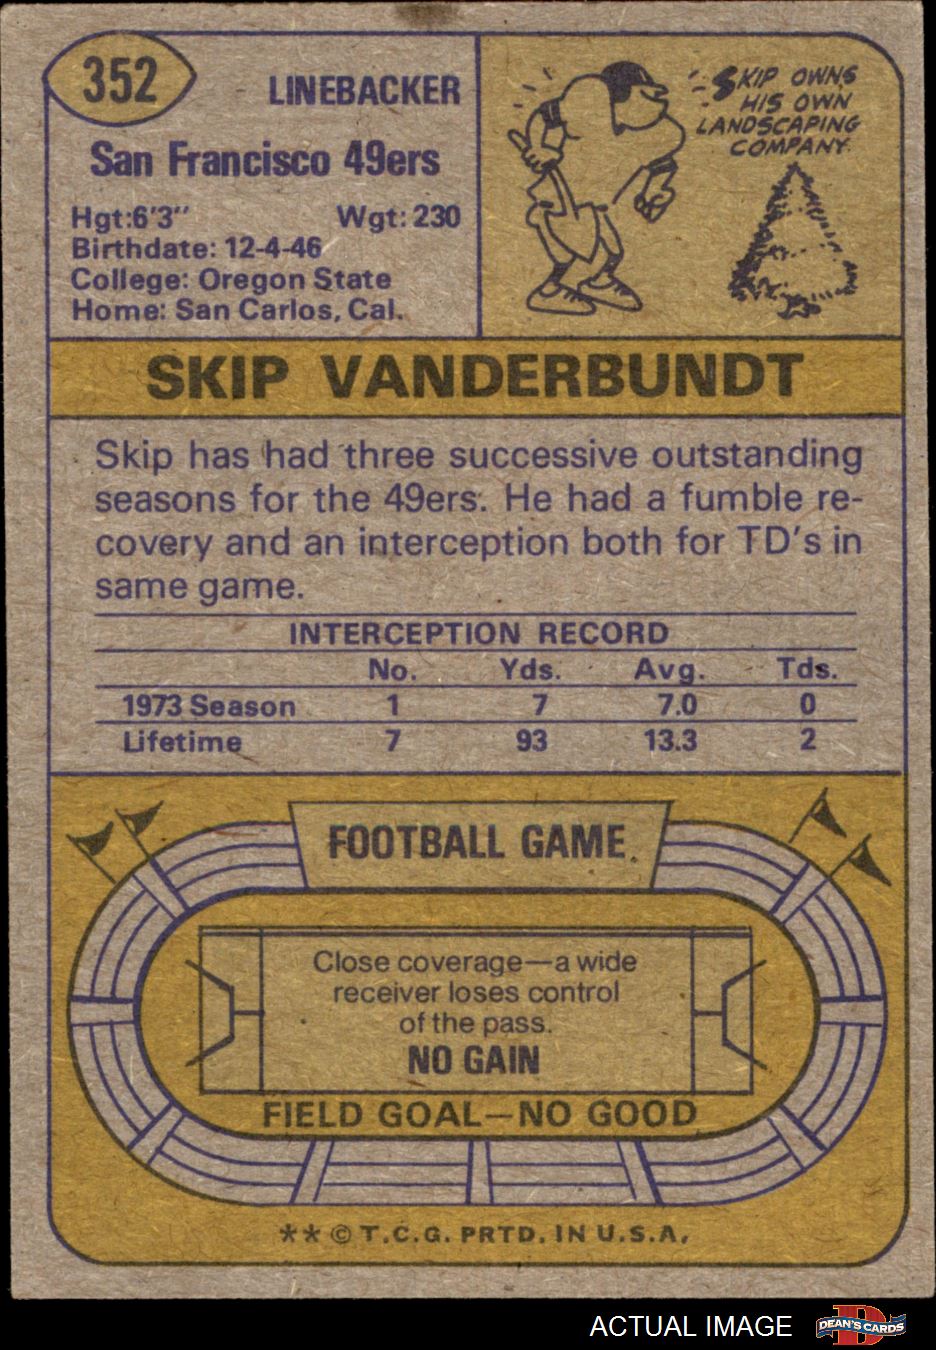 352
LINEBACKER
San Francisco 49ers
Hgt:6'3" Wgt: 230
Birthdate: 12-4-46
College: Oregon State
Home: San Carlos, Cal.
SKIP OWNS
HIS OWN
LANDSCAPING
COMPANY.
SKIP VANDERBUNDT
Skip has had three successive outstanding
seasons for the 49ers. He had a fumble re-
covery and an interception both for TD's in
same game.
INTERCEPTION RECORD
No. Yds. Avg. Tds.
1973 Season 1 7 7.0 0
Lifetime 7 93 13.3 2
FOOTBALL GAME
Close coverage—a wide
receiver loses control
of the pass.
NO GAIN
FIELD GOAL—NO GOOD
**© T.C.G. PRTD. IN U.S.A.
ACTUAL IMAGE
DEAN'S CARDS